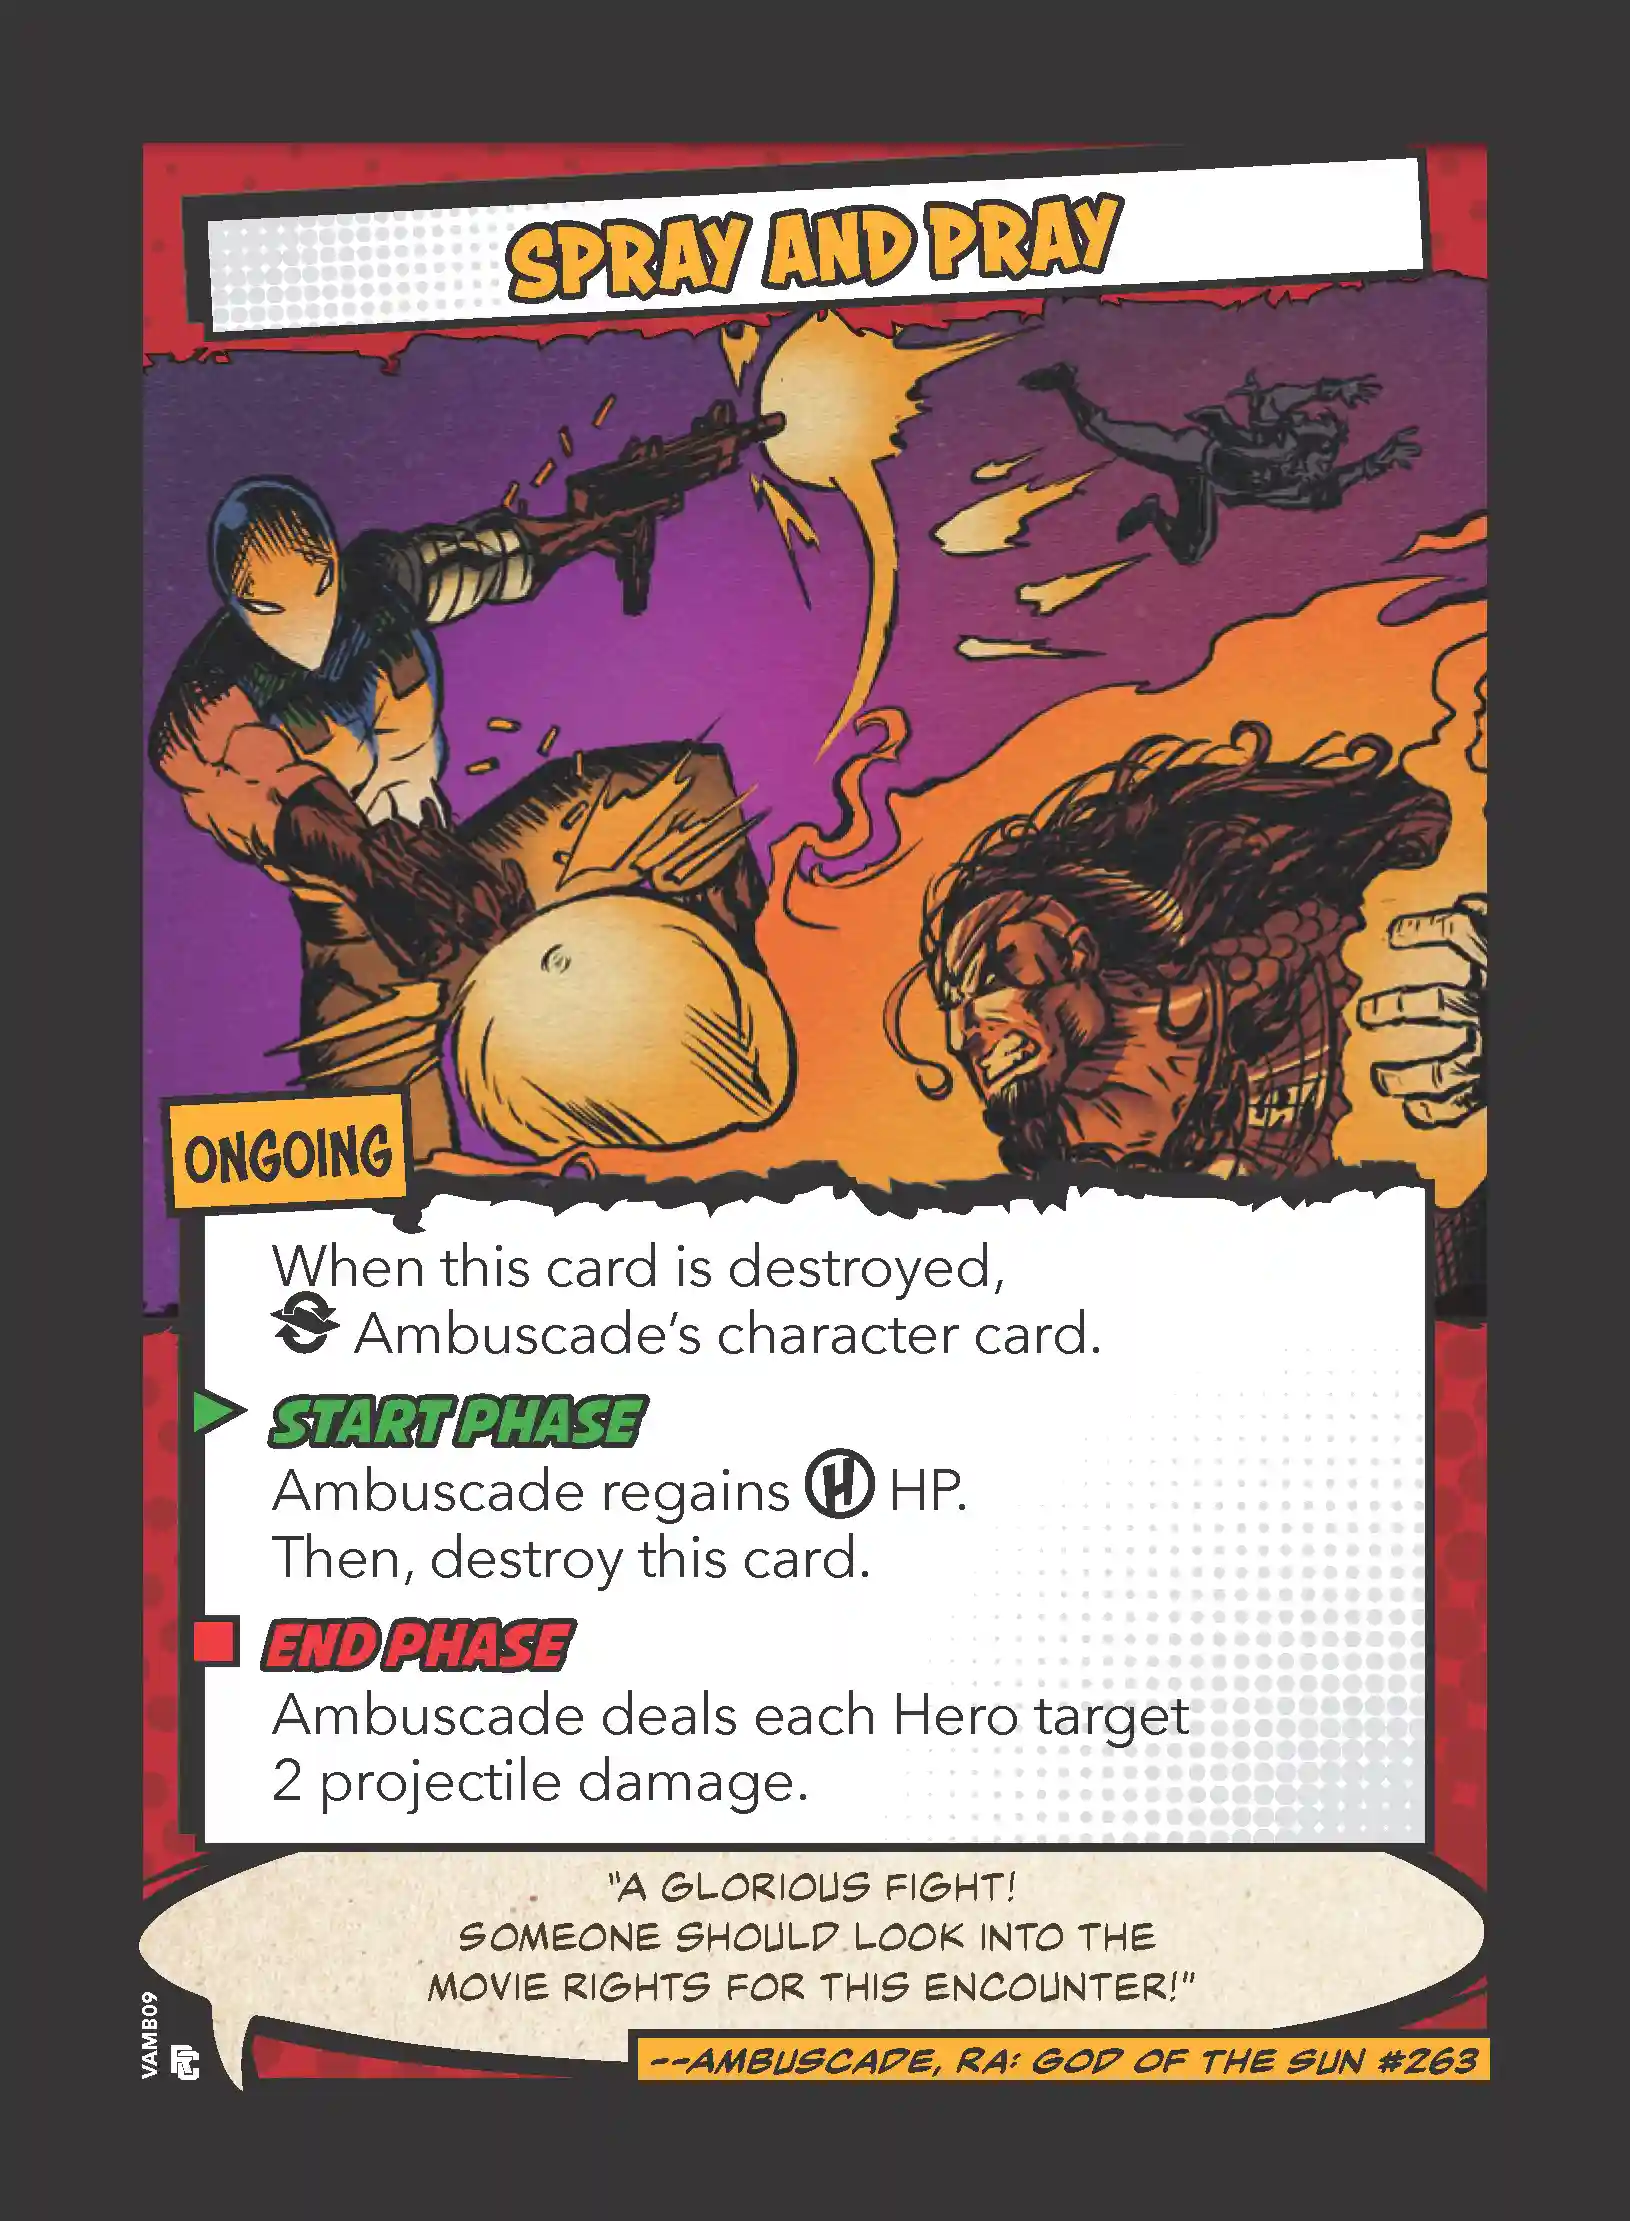 SPRAY AND PRAY
ONGOING
When this card is destroyed,
Ambuscade's character card.
START PHASE
Ambuscade regains H HP.
Then, destroy this card.
END PHASE
Ambuscade deals each Hero target
2 projectile damage.
"A GLORIOUS FIGHT!
SOMEONE SHOULD LOOK INTO THE
MOVIE RIGHTS FOR THIS ENCOUNTER!"
--AMBUSCADE, RA: GOD OF THE SUN #263
VAMB09